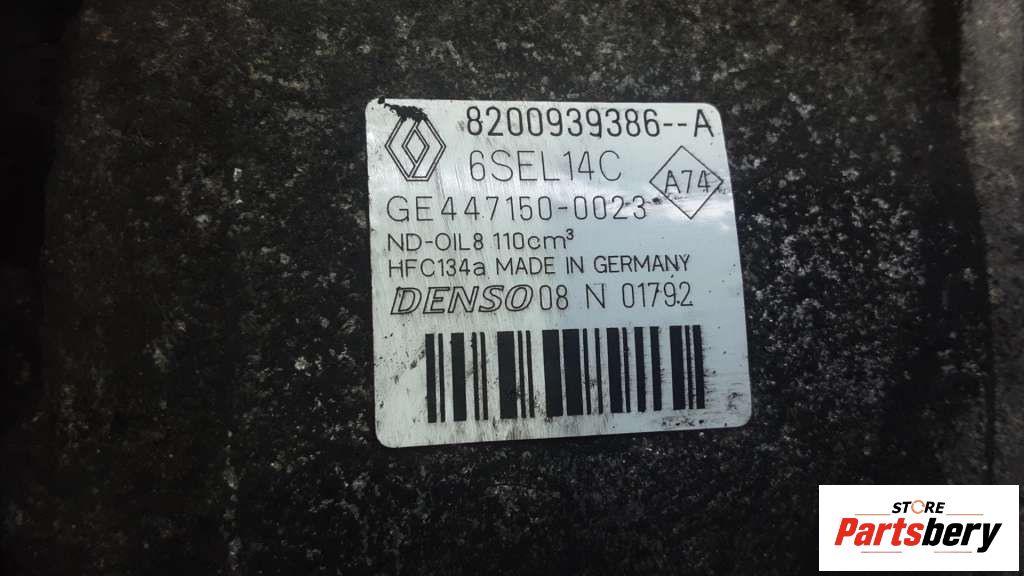 8200939386--A
6SEL14C
A74
GE447150-0023
ND-OIL8 110cm³
HFC134a MADE IN GERMANY
DENSO 08 N 01792
STORE
Partsbery